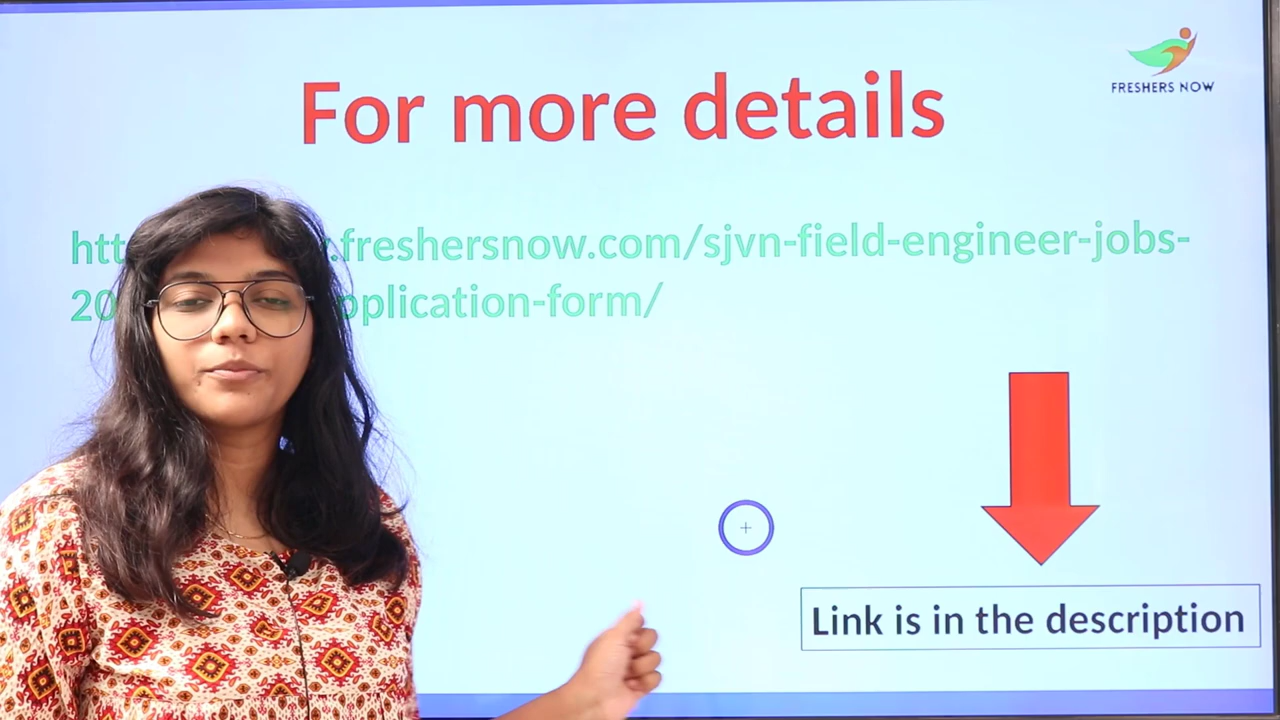 FRESHERS NOW
For more details
htt .freshersnow.com/sjvn-field-engineer-jobs-
20 pplication-form/
Link is in the description